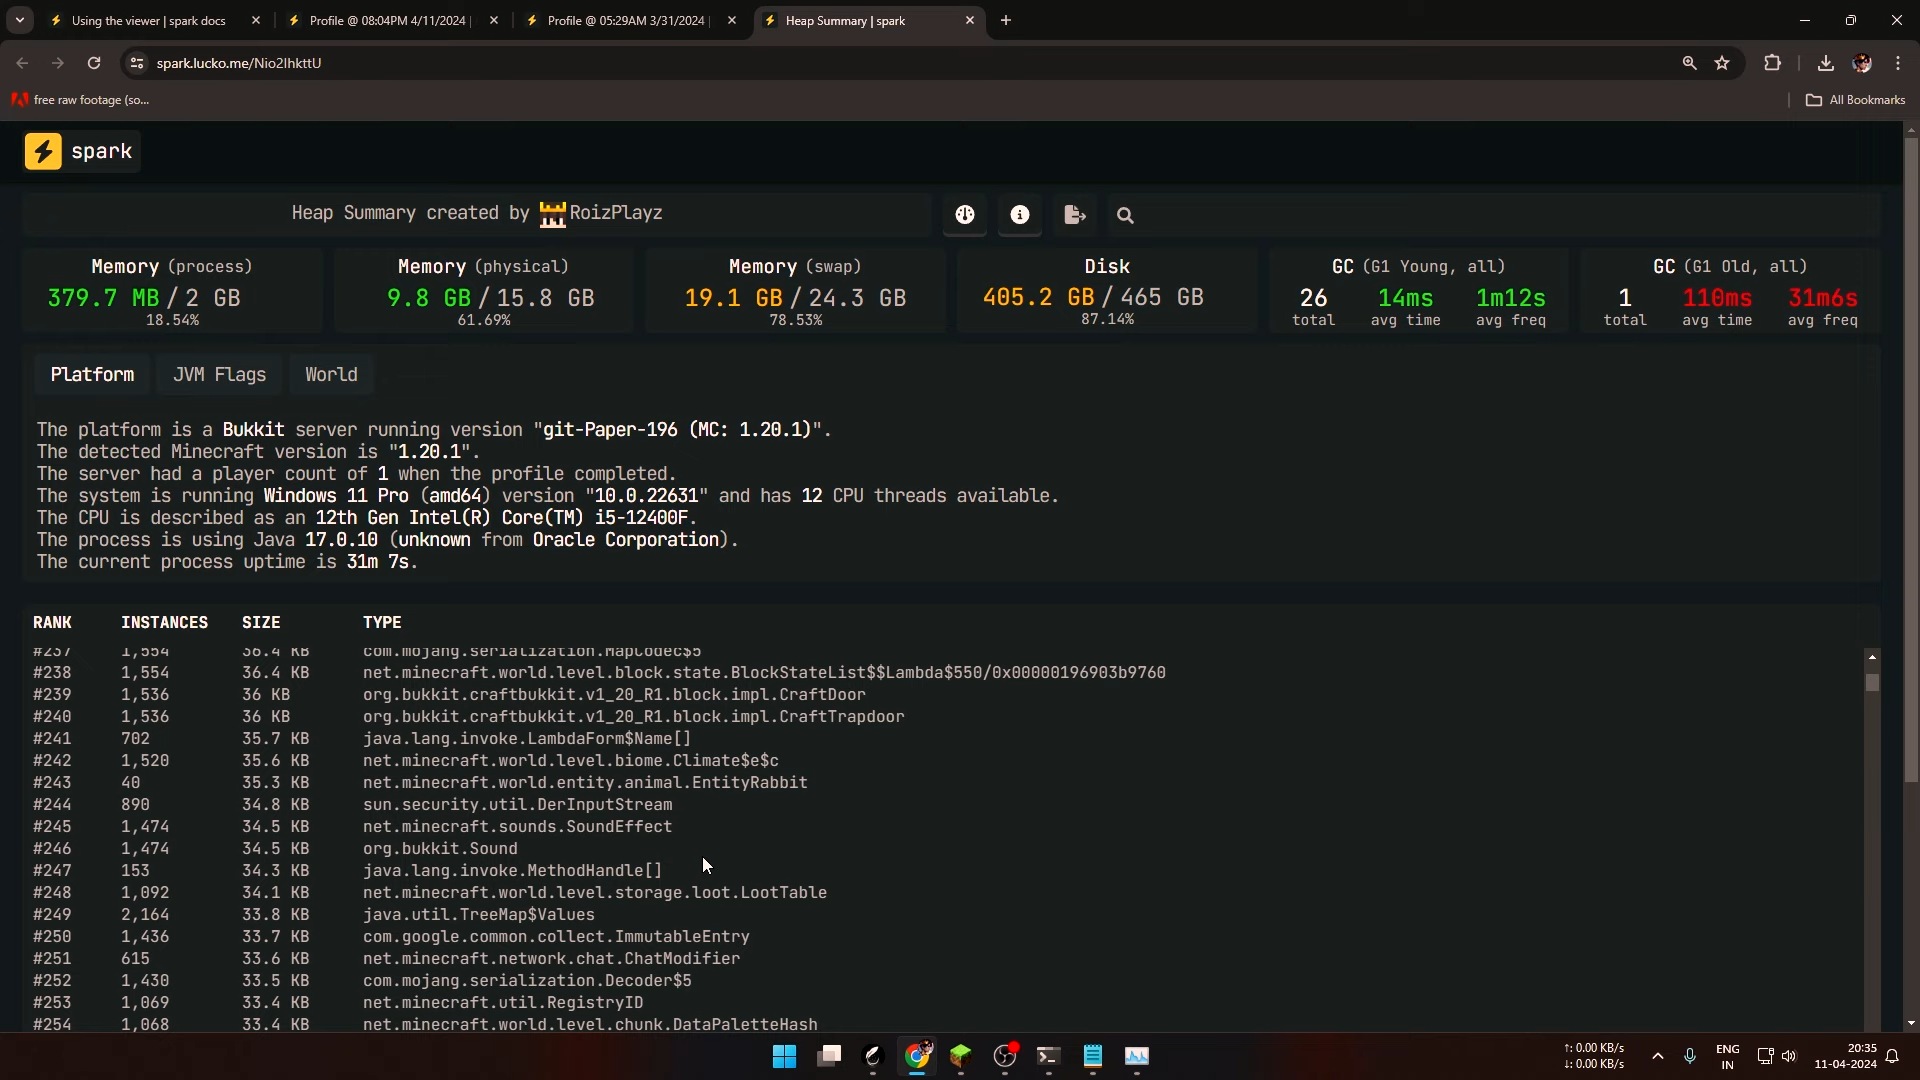 Using the viewer | spark docs
Profile @ 08:04PM 4/11/2024 |
Profile @ 05:29AM 3/31/2024 |
Heap Summary | spark
spark.lucko.me/Nio2lhkttU
free raw footage (so...
All Bookmarks
spark
Heap Summary created by RoizPlayz
Memory (process)
379.7 MB / 2 GB
18.54%
Memory (physical)
9.8 GB / 15.8 GB
61.69%
Memory (swap)
19.1 GB / 24.3 GB
78.53%
Disk
405.2 GB / 465 GB
87.14%
GC (G1 Young, all)
26 14ms 1m12s
total avg time avg freq
GC (G1 Old, all)
1 110ms 31m6s
total avg time avg freq
Platform JVM Flags World
The platform is a Bukkit server running version "git-Paper-196 (MC: 1.20.1)".
The detected Minecraft version is "1.20.1".
The server had a player count of 1 when the profile completed.
The system is running Windows 11 Pro (amd64) version "10.0.22631" and has 12 CPU threads available.
The CPU is described as an 12th Gen Intel(R) Core(TM) i5-12400F.
The process is using Java 17.0.10 (unknown from Oracle Corporation).
The current process uptime is 31m 7s.
RANK INSTANCES SIZE TYPE
#237 1,554 36.4 KB com.mojang.serialization.MapCodec$5
#238 1,554 36.4 KB net.minecraft.world.level.block.state.BlockStateList$$Lambda$550/0x00000196903b9760
#239 1,536 36 KB org.bukkit.craftbukkit.v1_20_R1.block.impl.CraftDoor
#240 1,536 36 KB org.bukkit.craftbukkit.v1_20_R1.block.impl.CraftTrapdoor
#241 702 35.7 KB java.lang.invoke.LambdaForm$Name[]
#242 1,520 35.6 KB net.minecraft.world.level.biome.Climate$e$c
#243 40 35.3 KB net.minecraft.world.entity.animal.EntityRabbit
#244 890 34.8 KB sun.security.util.DerInputStream
#245 1,474 34.5 KB net.minecraft.sounds.SoundEffect
#246 1,474 34.5 KB org.bukkit.Sound
#247 153 34.3 KB java.lang.invoke.MethodHandle[]
#248 1,092 34.1 KB net.minecraft.world.level.storage.loot.LootTable
#249 2,164 33.8 KB java.util.TreeMap$Values
#250 1,436 33.7 KB com.google.common.collect.ImmutableEntry
#251 615 33.6 KB net.minecraft.network.chat.ChatModifier
#252 1,430 33.5 KB com.mojang.serialization.Decoder$5
#253 1,069 33.4 KB net.minecraft.util.RegistryID
#254 1,068 33.4 KB net.minecraft.world.level.chunk.DataPaletteHash
↑: 0.00 KB/s
↓: 0.00 KB/s
ENG
IN
20:35
11-04-2024